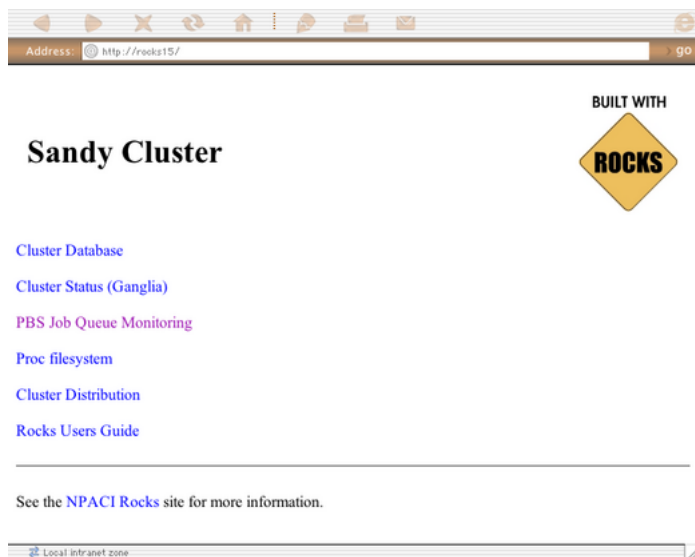 Address: http://rocks15/ go
BUILT WITH
ROCKS
Sandy Cluster
Cluster Database
Cluster Status (Ganglia)
PBS Job Queue Monitoring
Proc filesystem
Cluster Distribution
Rocks Users Guide
See the NPACI Rocks site for more information.
Local intranet zone